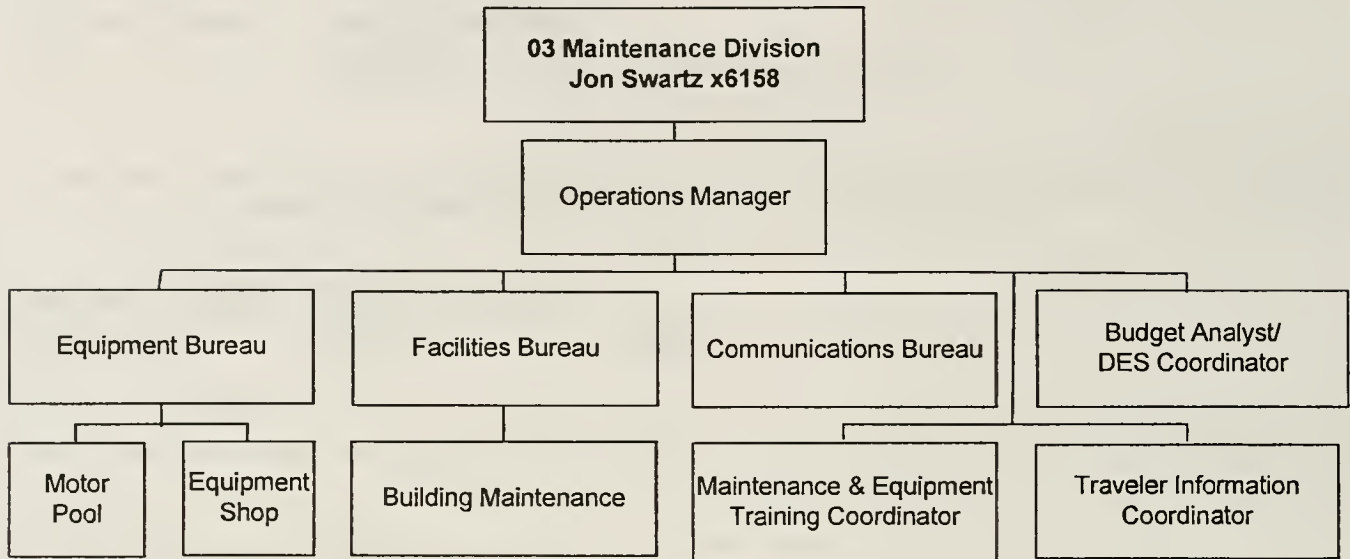 03 Maintenance Division
Jon Swartz x6158
Operations Manager
Equipment Bureau
Facilities Bureau
Communications Bureau
Budget Analyst/
DES Coordinator
Motor
Pool
Equipment
Shop
Building Maintenance
Maintenance & Equipment
Training Coordinator
Traveler Information
Coordinator